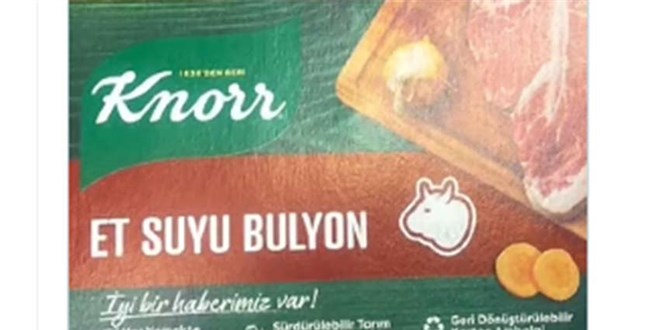 1838'DEN BERİ
Knorr
ET SUYU BULYON
İyi bir haberimiz var!
Sürdürülebilir Tarım
Geri Dönüştürülebilir